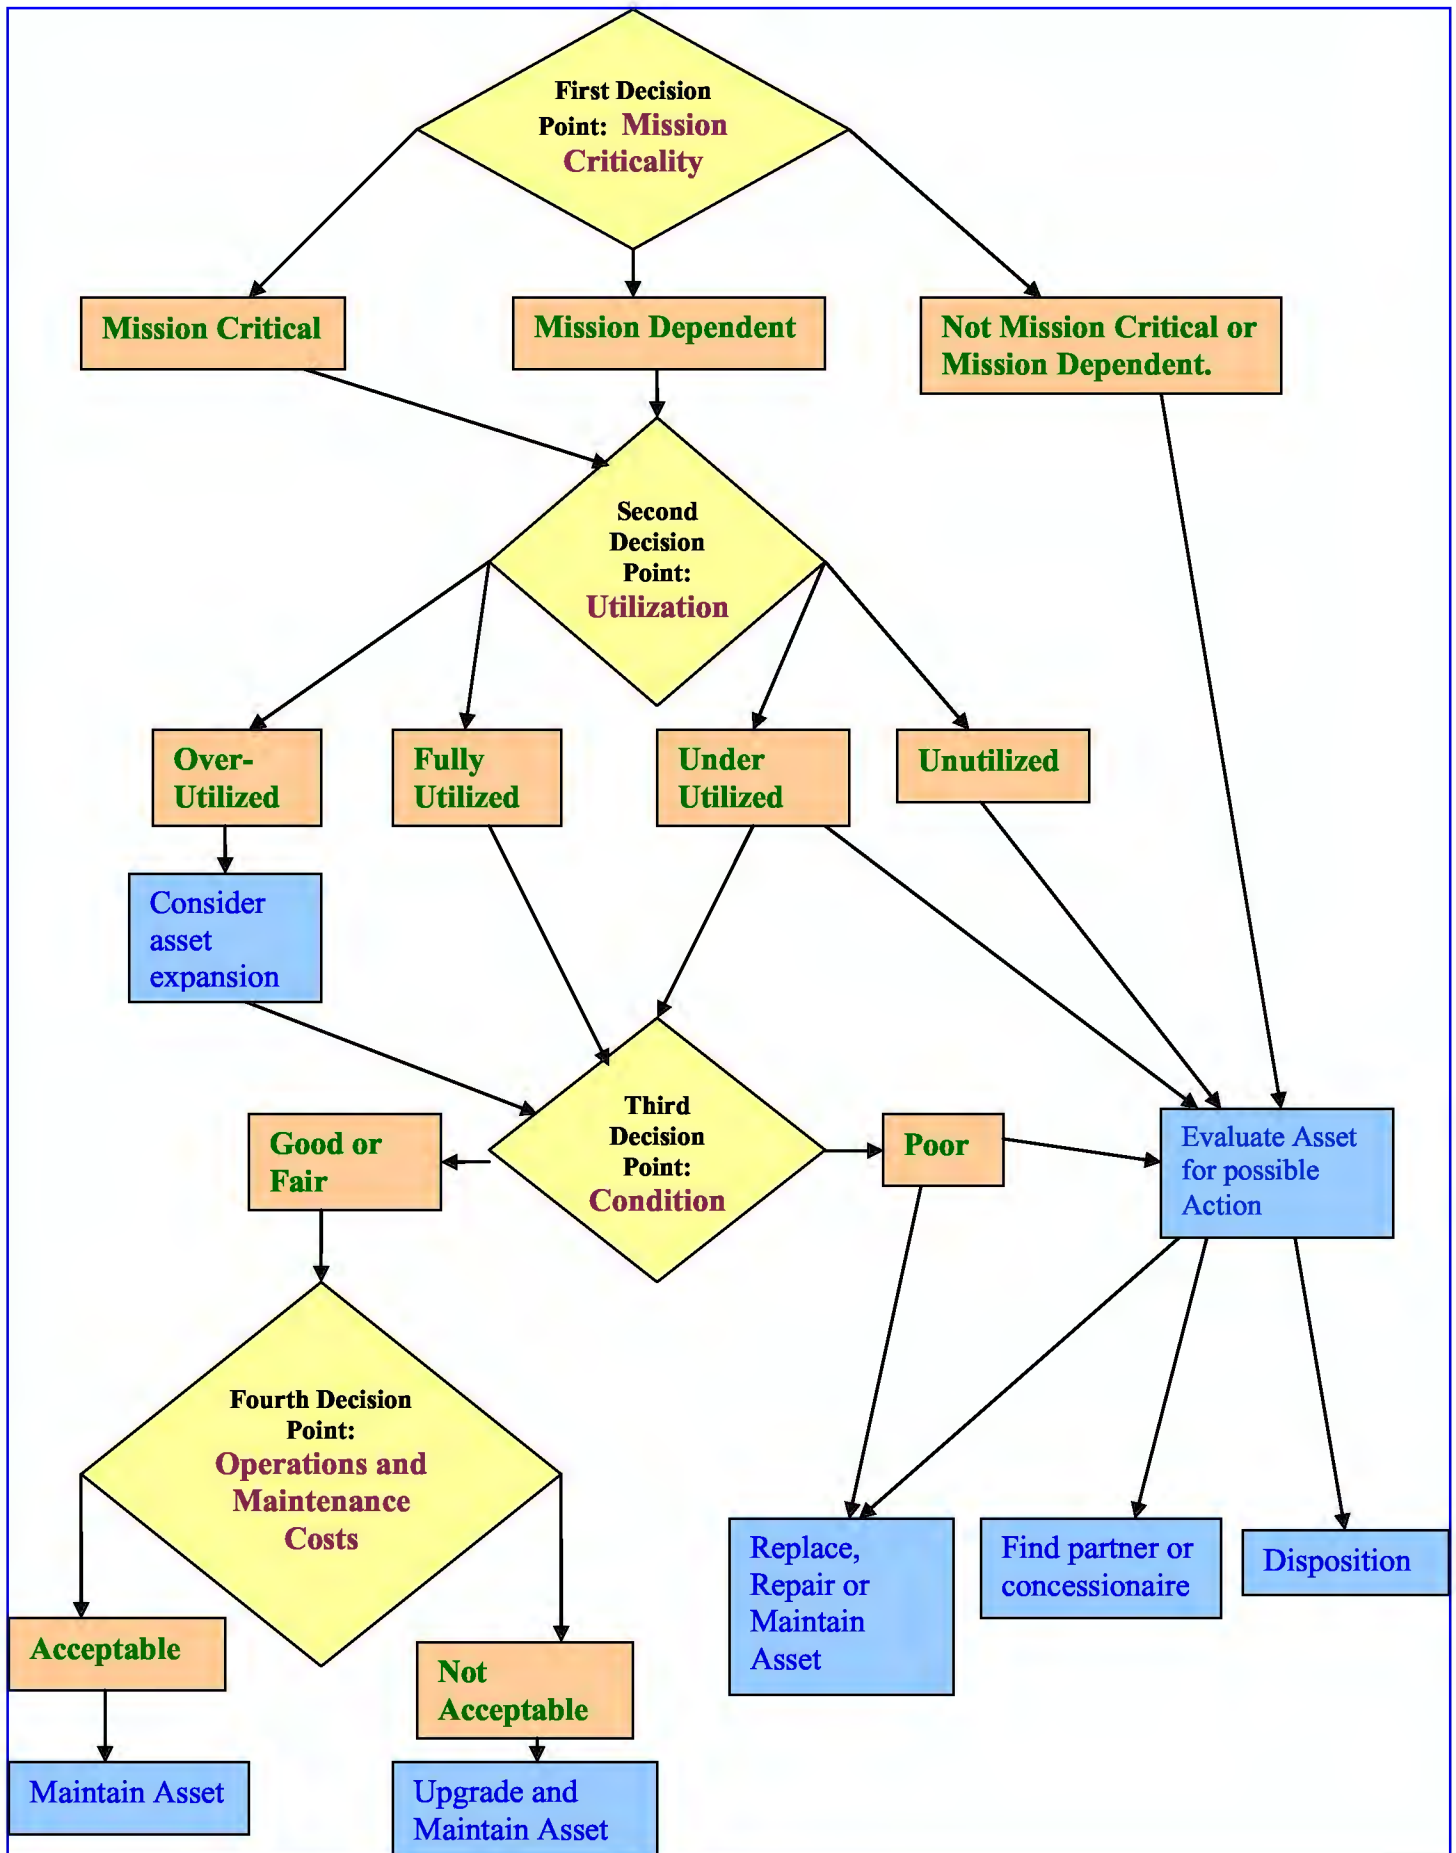 First Decision
Point: Mission
Criticality
Mission Critical
Mission Dependent
Not Mission Critical or
Mission Dependent.
Second
Decision
Point:
Utilization
Over-
Utilized
Fully
Utilized
Under
Utilized
Unutilized
Consider
asset
expansion
Third
Decision
Point:
Condition
Good or
Fair
Poor
Evaluate Asset
for possible
Action
Fourth Decision
Point:
Operations and
Maintenance
Costs
Replace,
Repair or
Maintain
Asset
Find partner or
concessionaire
Disposition
Acceptable
Not
Acceptable
Maintain Asset
Upgrade and
Maintain Asset